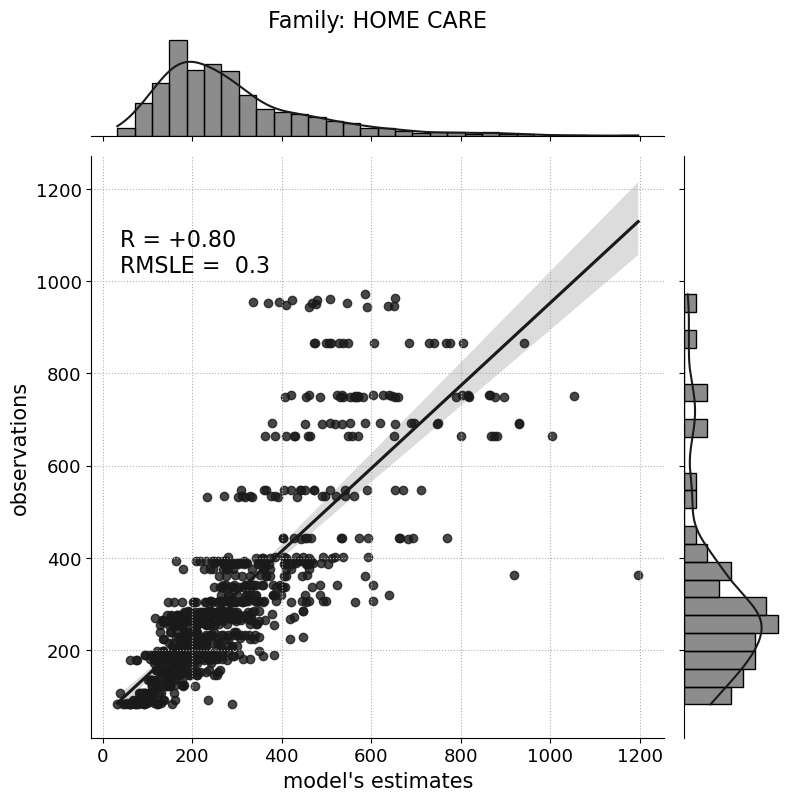 Family: HOME CARE
R = +0.80
RMSLE =  0.3
1200
1000
800
600
400
200
observations
0 200 400 600 800 1000 1200
model's estimates